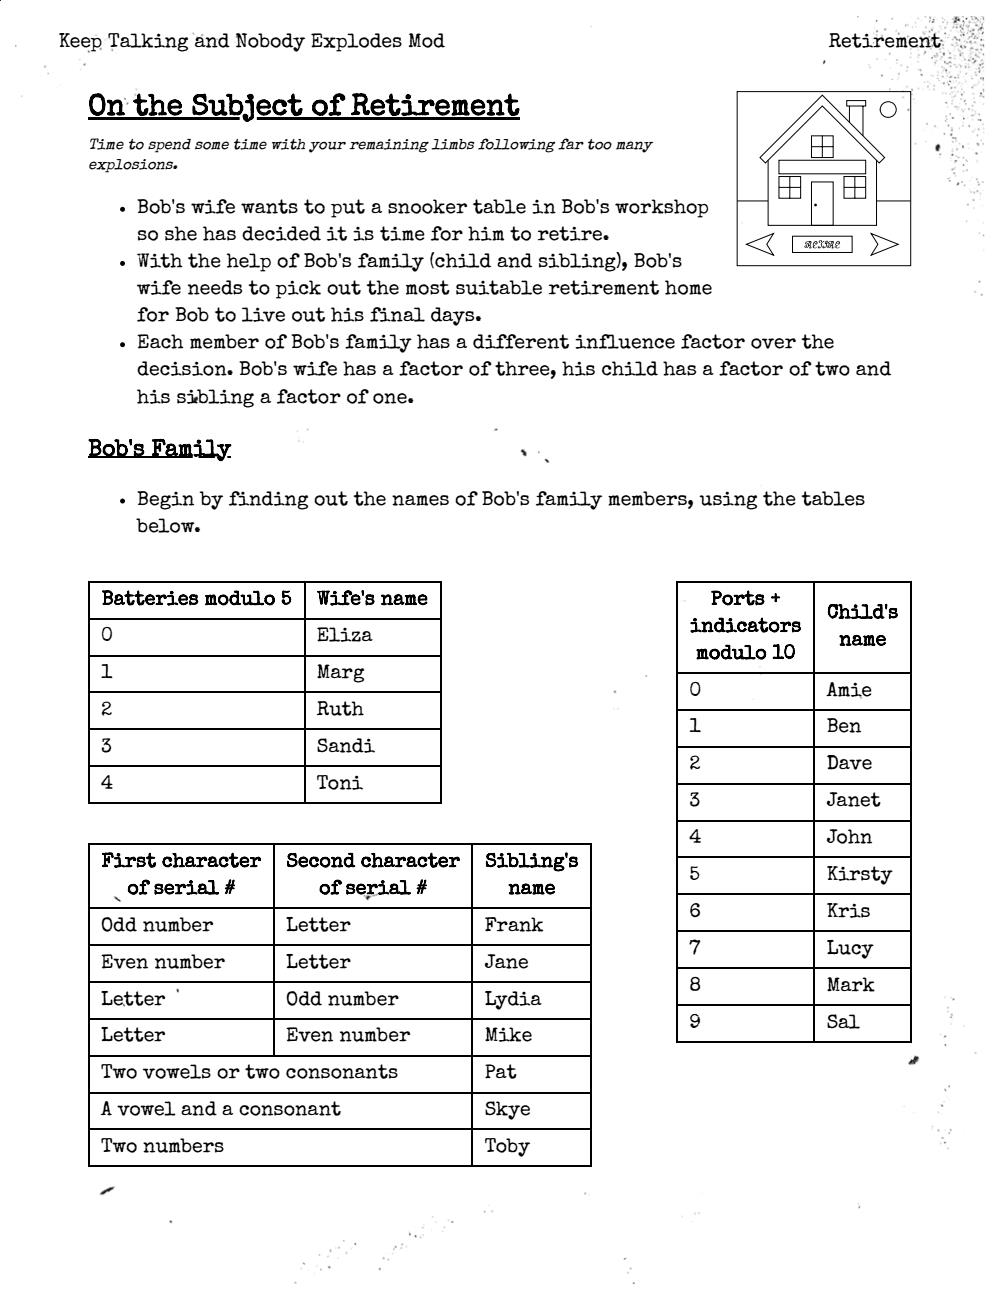 Keep Talking and Nobody Explodes Mod
Retirement
On the Subject of Retirement
Time to spend some time with your remaining limbs following far too many
explosions.
• Bob's wife wants to put a snooker table in Bob's workshop
so she has decided it is time for him to retire.
• With the help of Bob's family (child and sibling), Bob's
wife needs to pick out the most suitable retirement home
for Bob to live out his final days.
• Each member of Bob's family has a different influence factor over the
decision. Bob's wife has a factor of three, his child has a factor of two and
his sibling a factor of one.
Bob's Family
• Begin by finding out the names of Bob's family members, using the tables
below.
Batteries modulo 5 Wife's name
0 Eliza
1 Marg
2 Ruth
3 Sandi
4 Toni
Ports +
indicators
modulo 10
Child's
name
0 Amie
1 Ben
2 Dave
3 Janet
4 John
5 Kirsty
6 Kris
7 Lucy
8 Mark
9 Sal
First character
of serial #
Second character
of serial #
Sibling's
name
Odd number Letter Frank
Even number Letter Jane
Letter Odd number Lydia
Letter Even number Mike
Two vowels or two consonants Pat
A vowel and a consonant Skye
Two numbers Toby